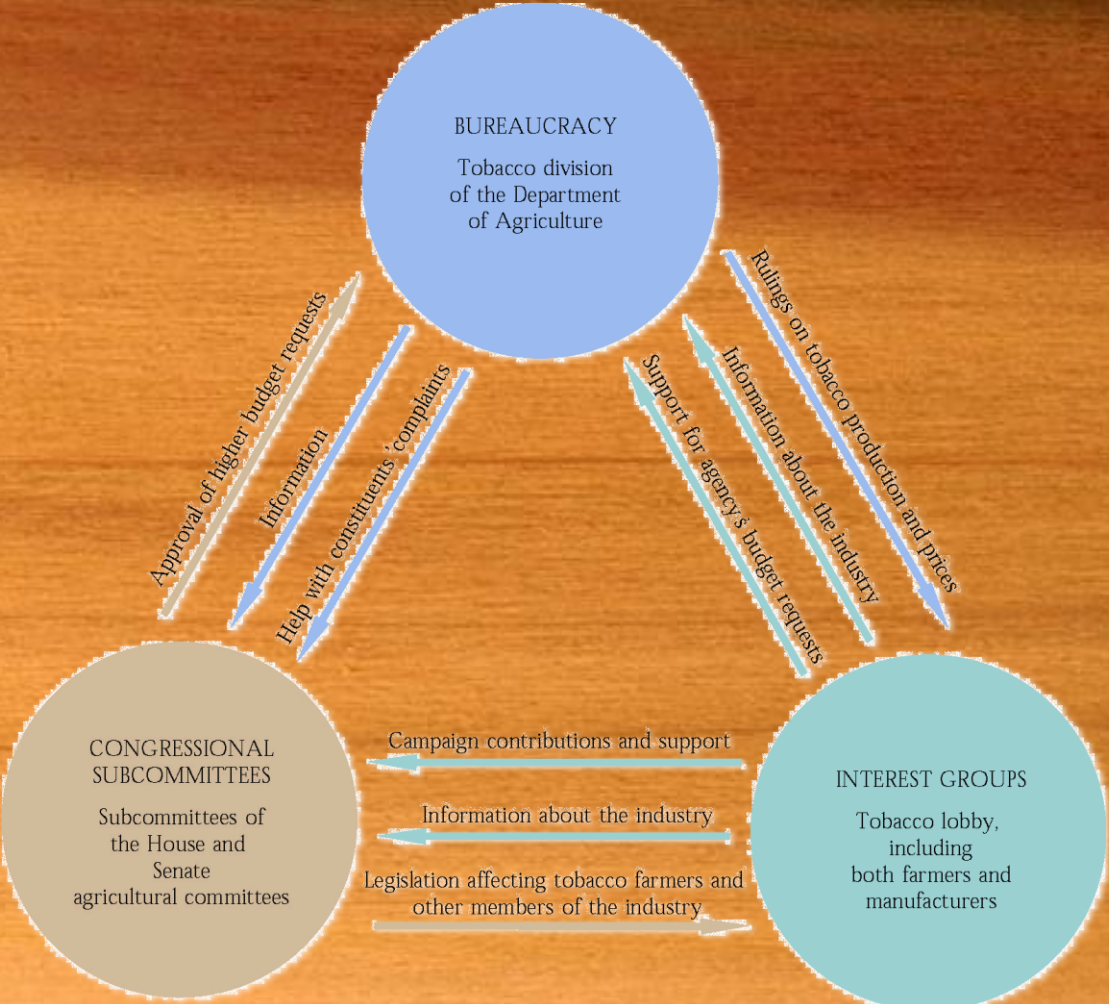 BUREAUCRACY
Tobacco division
of the Department
of Agriculture
Approval of higher budget requests
Information
Help with constituents 'complaints
Support for agency's budget requests
Information about the industry
Rulings on tobacco production and prices
CONGRESSIONAL
SUBCOMMITTEES
Subcommittees of
the House and
Senate
agricultural committees
Campaign contributions and support
Information about the industry
Legislation affecting tobacco farmers and
other members of the industry
INTEREST GROUPS
Tobacco lobby,
including
both farmers and
manufacturers